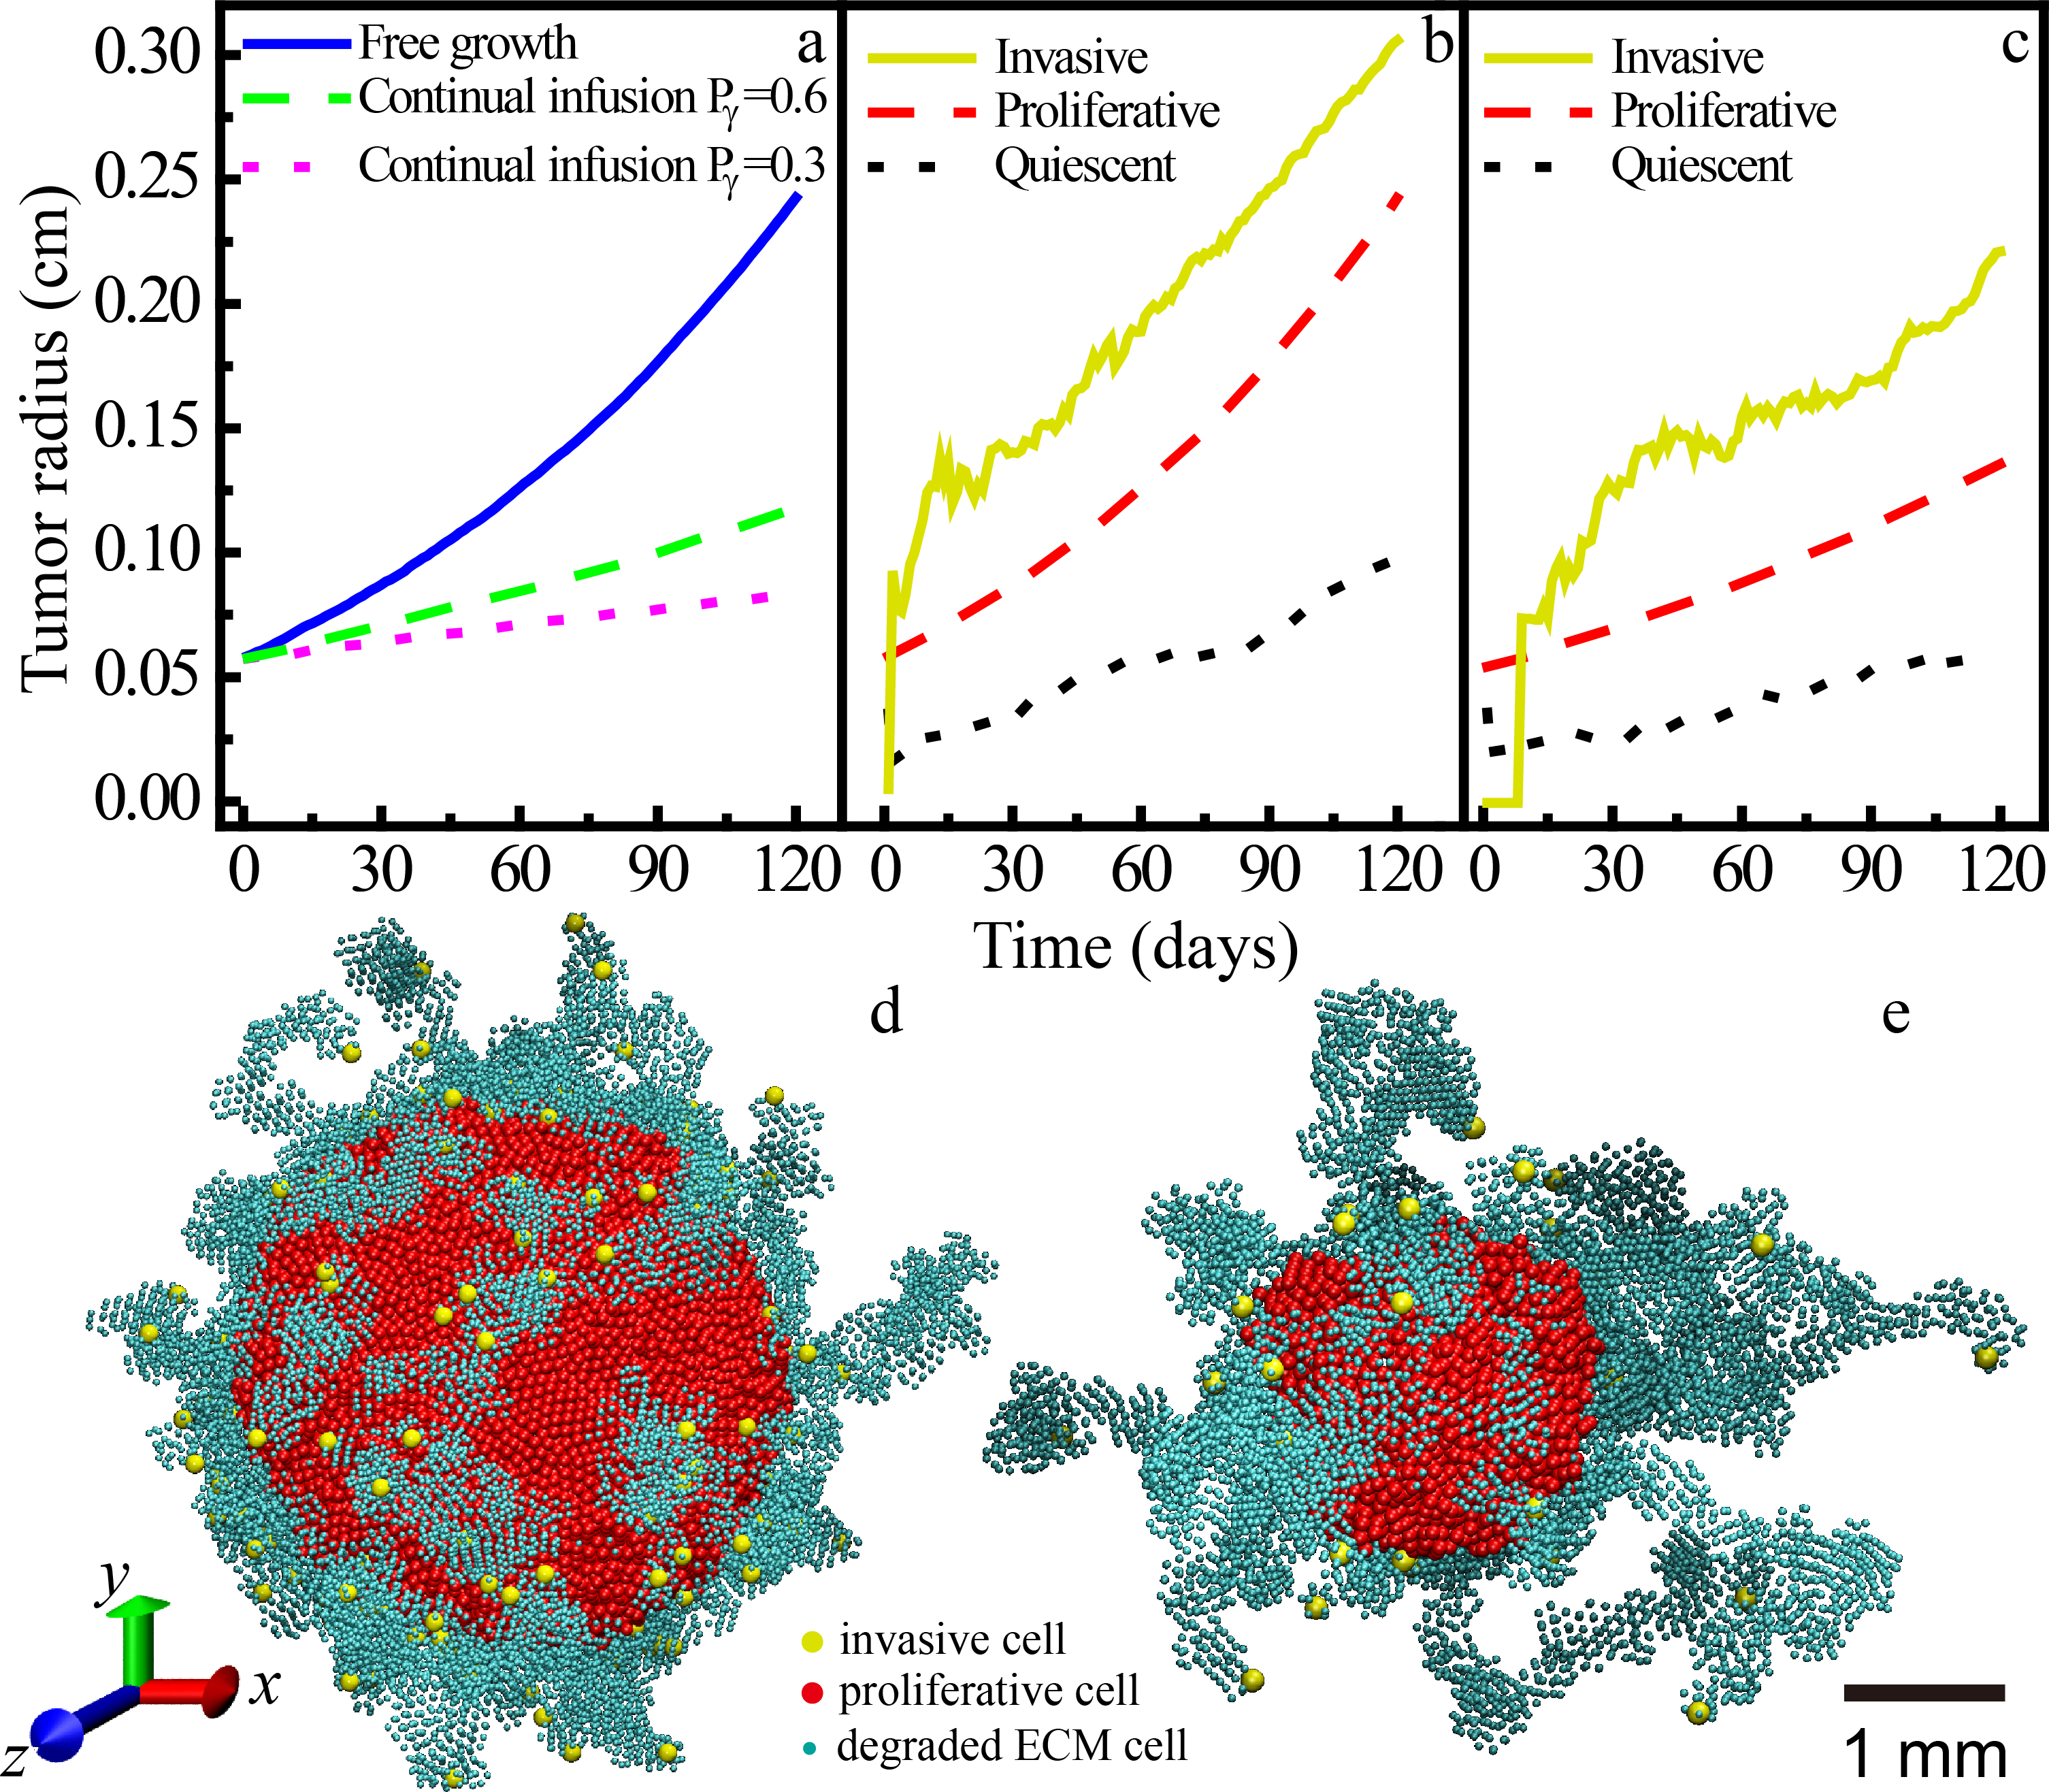 Tumor radius (cm)
0.30
0.25
0.20
0.15
0.10
0.05
0.00
Free growth
Continual infusion Pγ=0.6
Continual infusion Pγ=0.3
a
Invasive
Proliferative
Quiescent
b
Invasive
Proliferative
Quiescent
c
0 30 60 90 120
0 30 60 90 120
0 30 60 90 120
Time (days)
d
e
y
x
z
invasive cell
proliferative cell
degraded ECM cell
1 mm